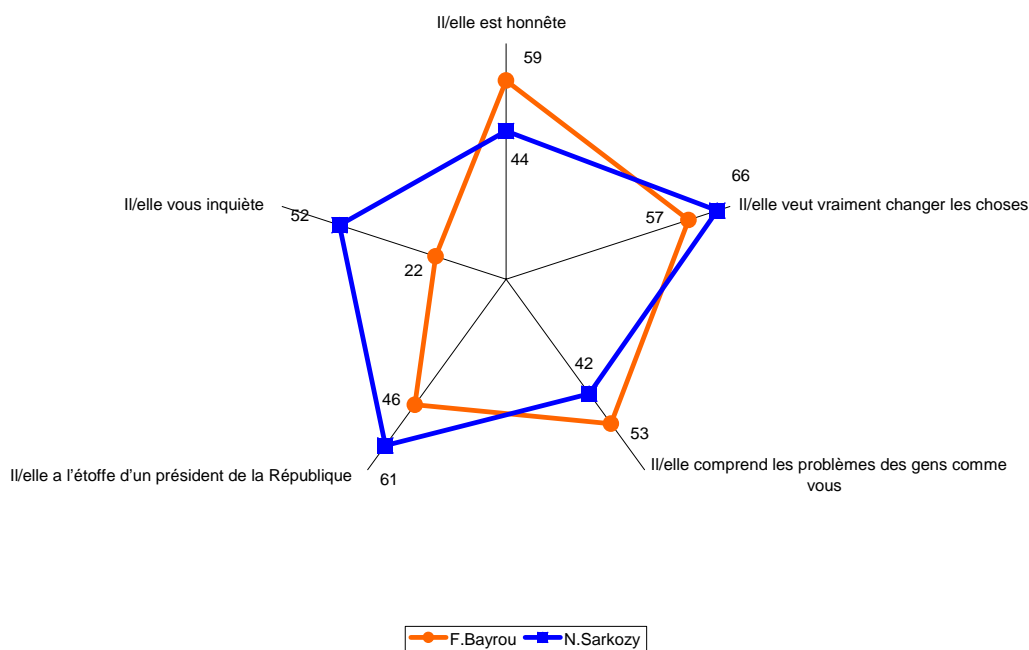 Il/elle est honnête
59
44
66
Il/elle veut vraiment changer les choses
57
Il/elle vous inquiète
52
22
42
53
Il/elle comprend les problèmes des gens comme
vous
46
Il/elle a l’étoffe d’un président de la République
61
F.Bayrou N.Sarkozy